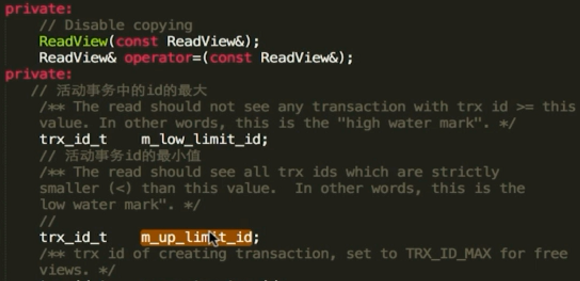 private:
// Disable copying
ReadView(const ReadView&);
ReadView& operator=(const ReadView&);
private:
// 活动事务中的id的最大
/** The read should not see any transaction with trx id >= this
value. In other words, this is the "high water mark". */
trx_id_t m_low_limit_id;
// 活动事务id的最小值
/** The read should see all trx ids which are strictly
smaller (<) than this value. In other words, this is the
low water mark". */
//
trx_id_t m_up_limit_id;
/** trx id of creating transaction, set to TRX_ID_MAX for free
views. */